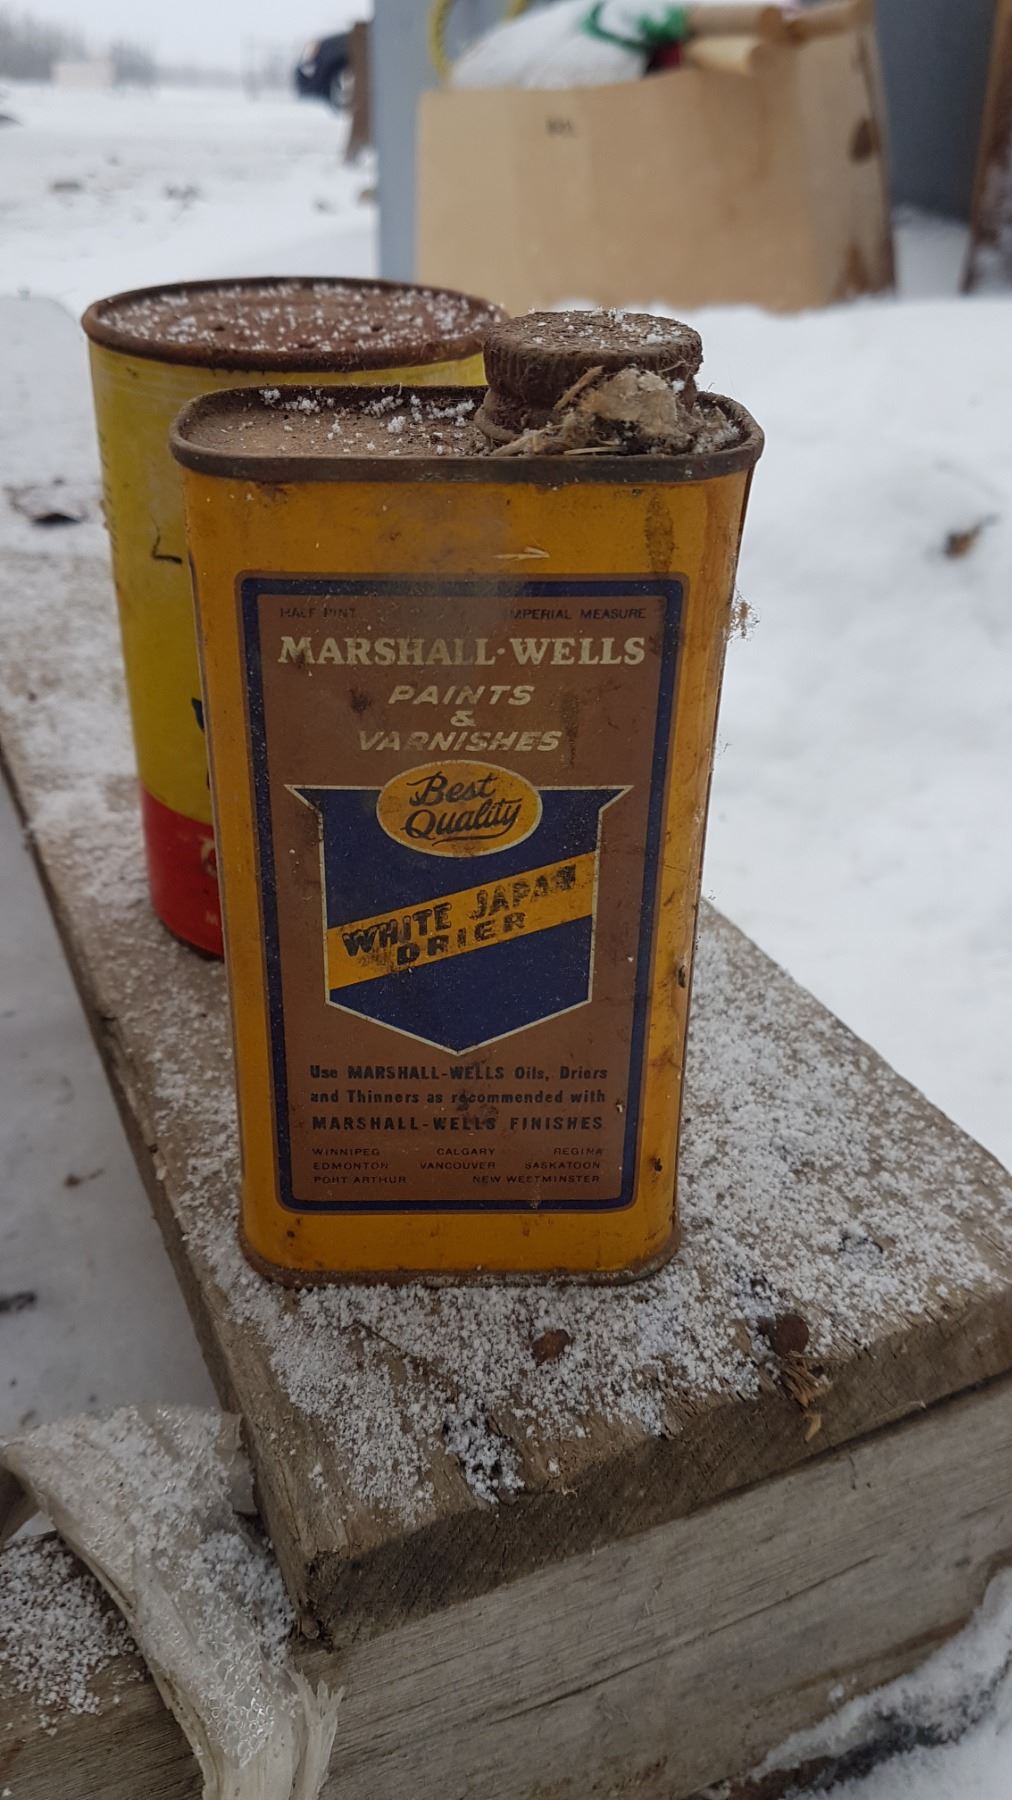 HALF PINT IMPERIAL MEASURE
MARSHALL-WELLS
PAINTS
&
VARNISHES
Best
Quality
WHITE JAPAN
DRIER
Use MARSHALL-WELLS Oils, Driers
and Thinners as recommended with
MARSHALL-WELLS FINISHES
WINNIPEG CALGARY REGINA
EDMONTON VANCOUVER SASKATOON
PORT ARTHUR NEW WESTMINSTER